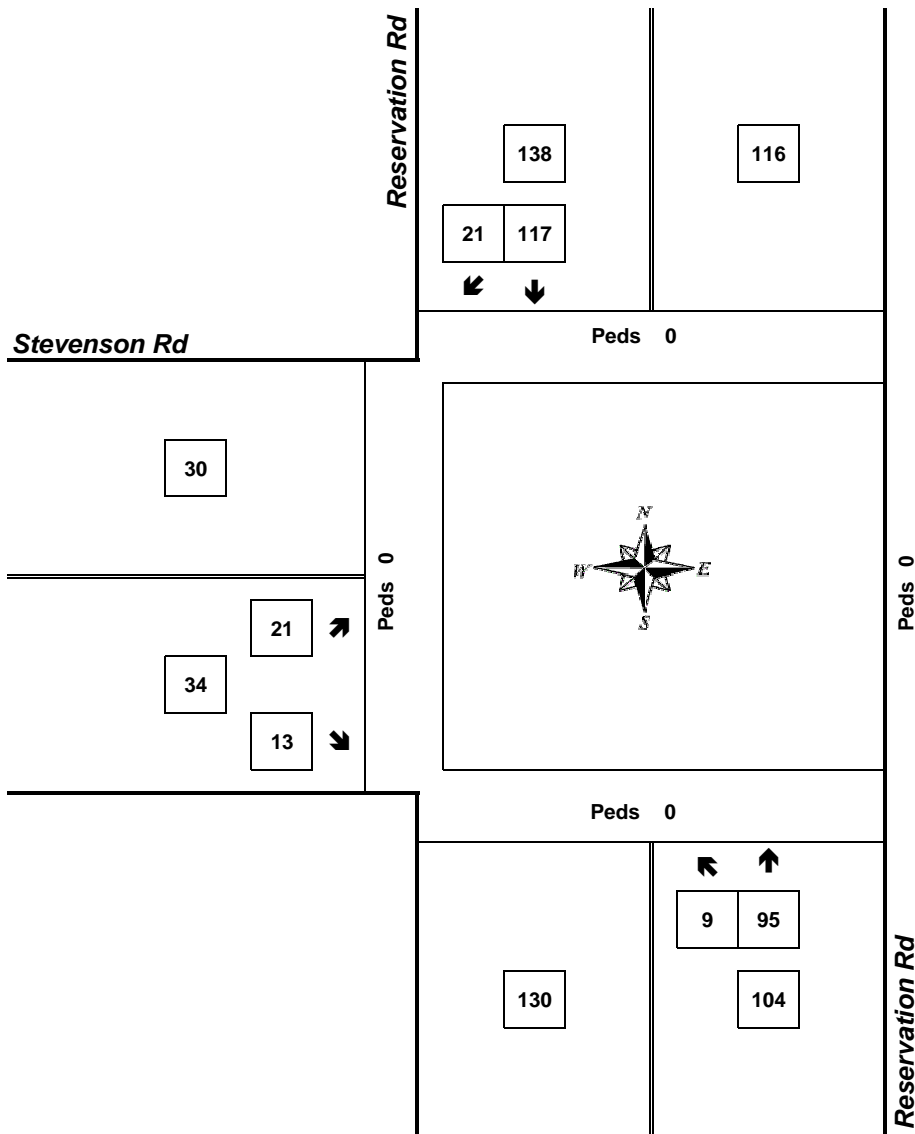 Reservation Rd
138
116
21 117
Peds 0
Stevenson Rd
30
N
W E
S
Peds 0
Peds 0
21
34
13
Peds 0
9 95
130
104
Reservation Rd